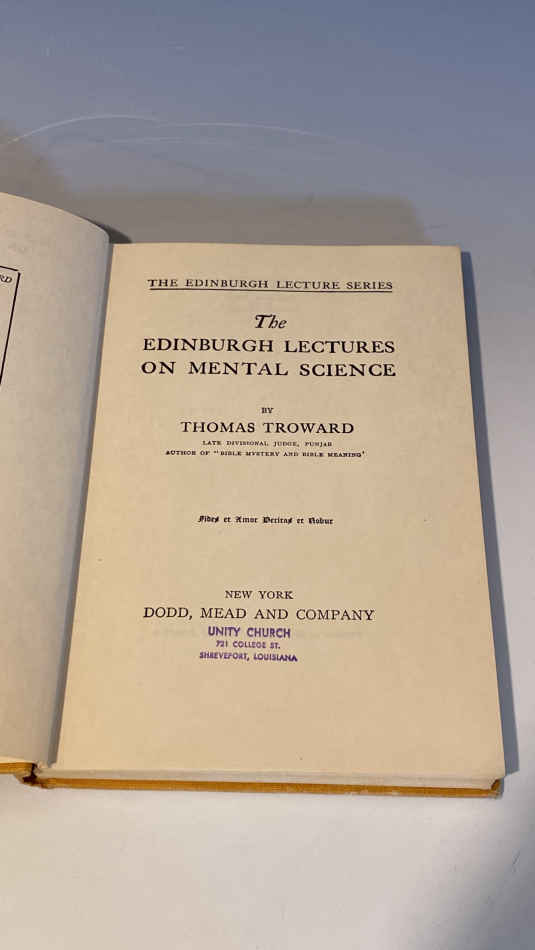 RD
THE EDINBURGH LECTURE SERIES
The
EDINBURGH LECTURES
ON MENTAL SCIENCE
BY
THOMAS TROWARD
LATE DIVISIONAL JUDGE, PUNJAB
AUTHOR OF "BIBLE MYSTERY AND BIBLE MEANING'
Fides et Amor Veritas et Robur
NEW YORK
DODD, MEAD AND COMPANY
UNITY CHURCH
721 COLLEGE ST.
SHREVEPORT, LOUISIANA